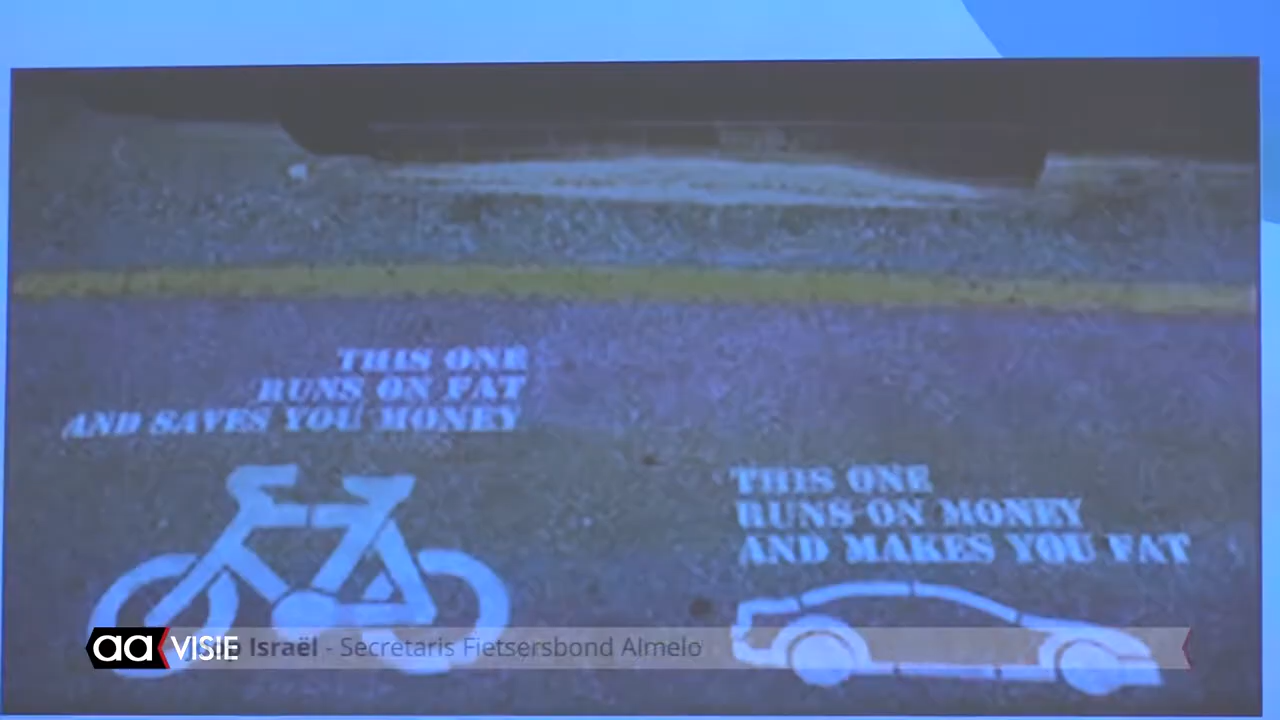 THIS ONE
RUNS ON FAT
AND SAVES YOU MONEY
THIS ONE
RUNS ON MONEY
AND MAKES YOU FAT
aa VISIE
Israël - Secretaris Fietsersbond Almelo